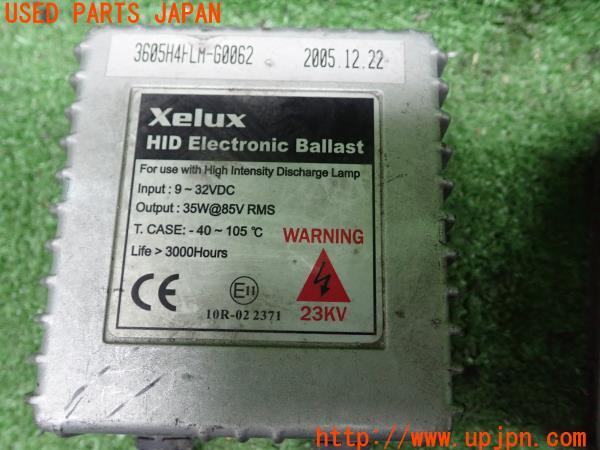 USED PARTS JAPAN
3605H4HLM-G0062 2005.12.22
Xelux
HID Electronic Ballast
For use with High Intensity Discharge Lamp
Input : 9 ~ 32VDC
Output : 35W@85V RMS
T. CASE: - 40 ~ 105 ℃
Life > 3000Hours
WARNING
CE
E11
10R-02 2371
23KV
http://www.upjpn.com